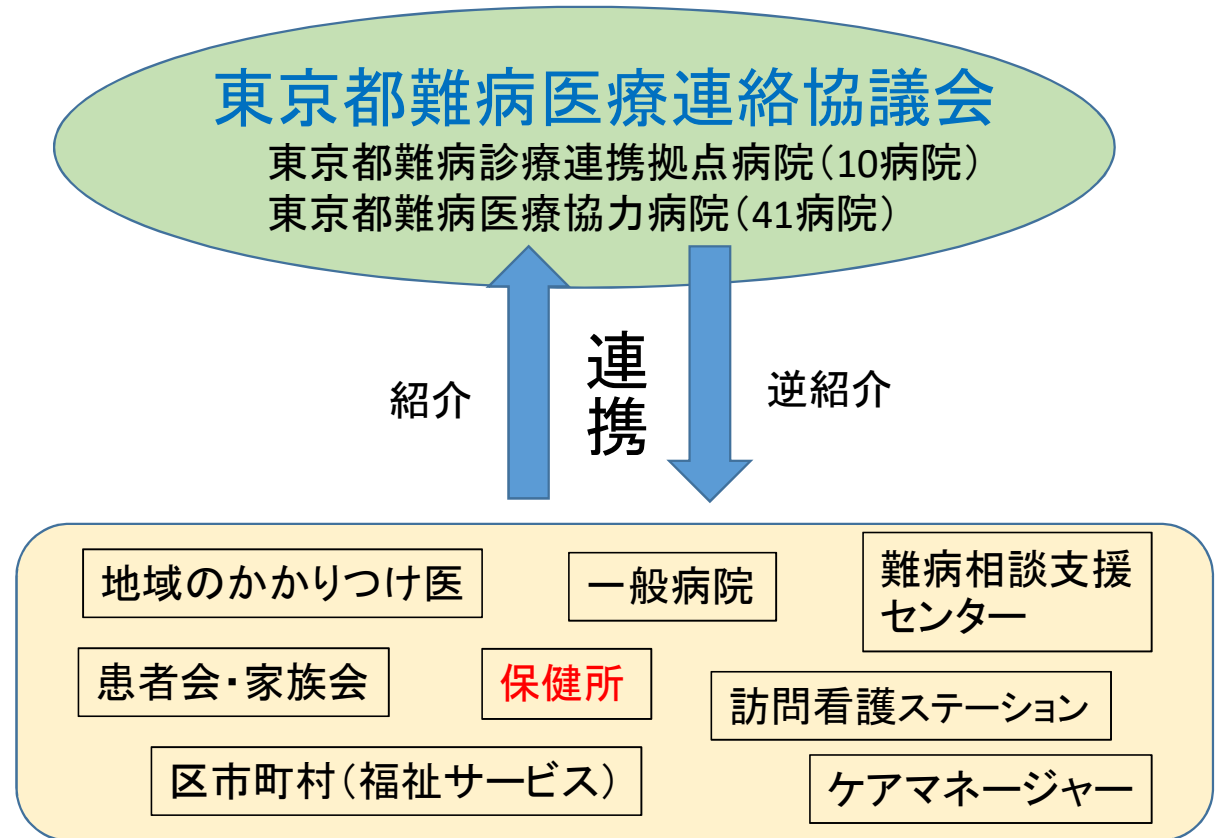 東京都難病医療連絡協議会
東京都難病診療連携拠点病院(10病院)
東京都難病医療協力病院(41病院)
紹介
連携
逆紹介
地域のかかりつけ医
一般病院
難病相談支援
センター
患者会・家族会
保健所
訪問看護ステーション
区市町村(福祉サービス)
ケアマネージャー